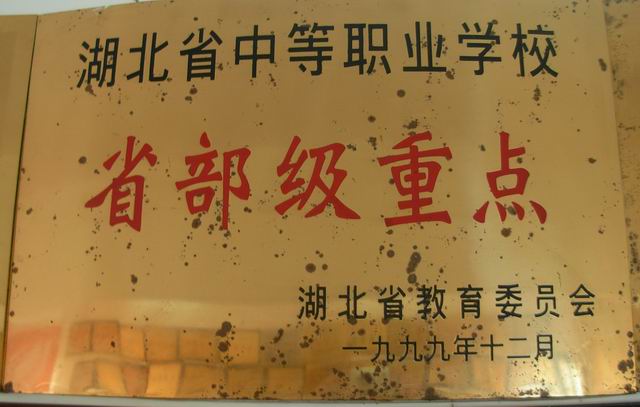 湖北省中等职业学校
省部级重点
湖北省教育委员会
一九九九年十二月